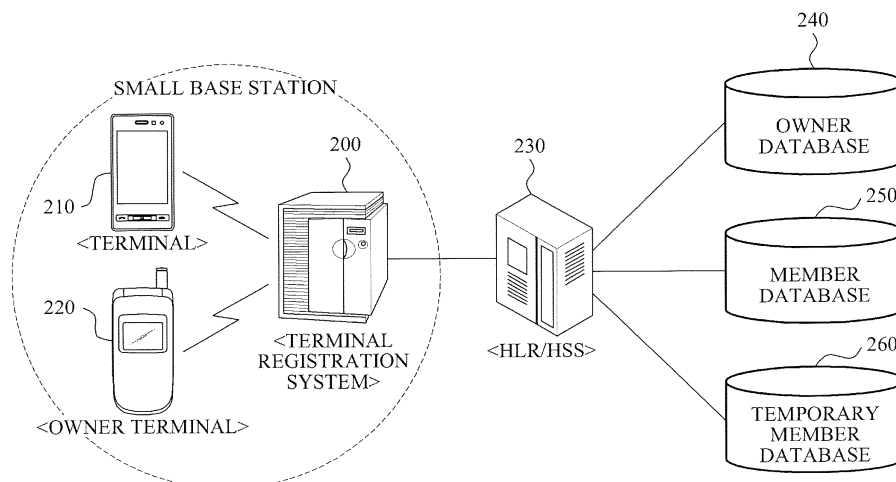 SMALL BASE STATION
210
<TERMINAL>
220
<OWNER TERMINAL>
200
<TERMINAL
REGISTRATION
SYSTEM>
230
<HLR/HSS>
240
OWNER
DATABASE
250
MEMBER
DATABASE
260
TEMPORARY
MEMBER
DATABASE